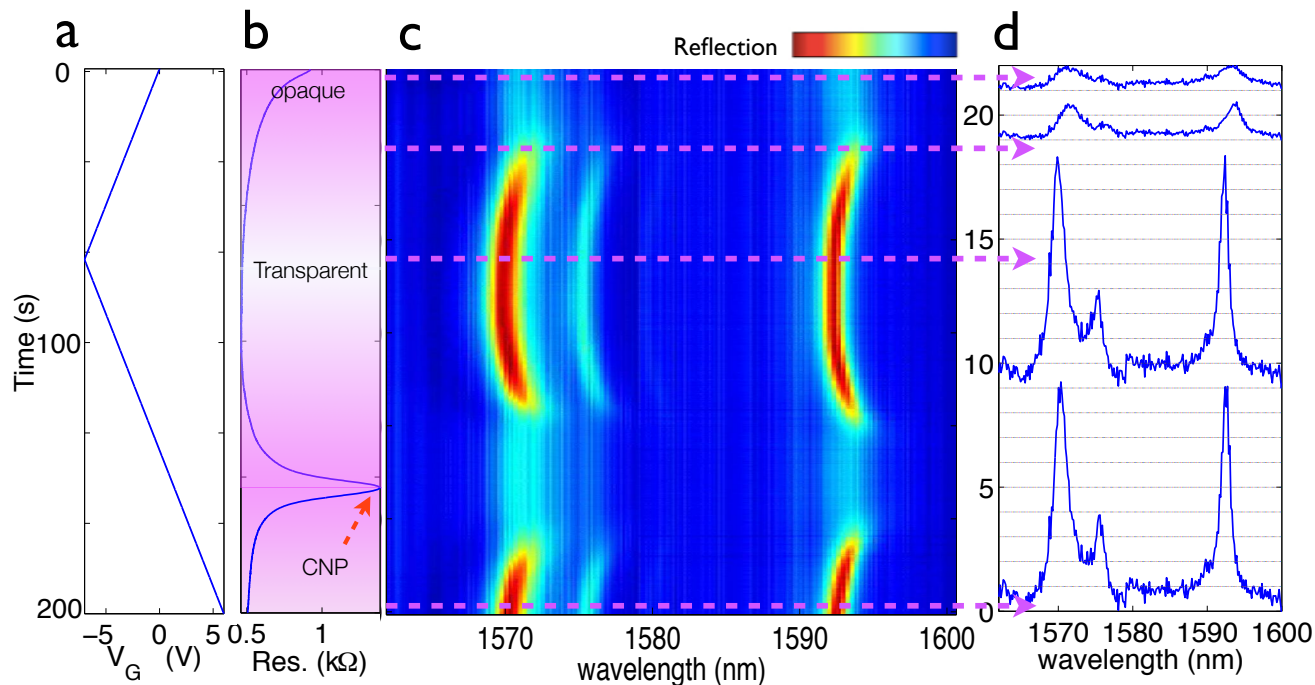 a
b
c
d
Reflection
opaque
Transparent
CNP
Time (s)
0
100
200
−5
0
5
V_G (V)
0.5
1
Res. (kΩ)
1570
1580
1590
1600
wavelength (nm)
20
15
10
5
0
1570
1580
1590
1600
wavelength (nm)